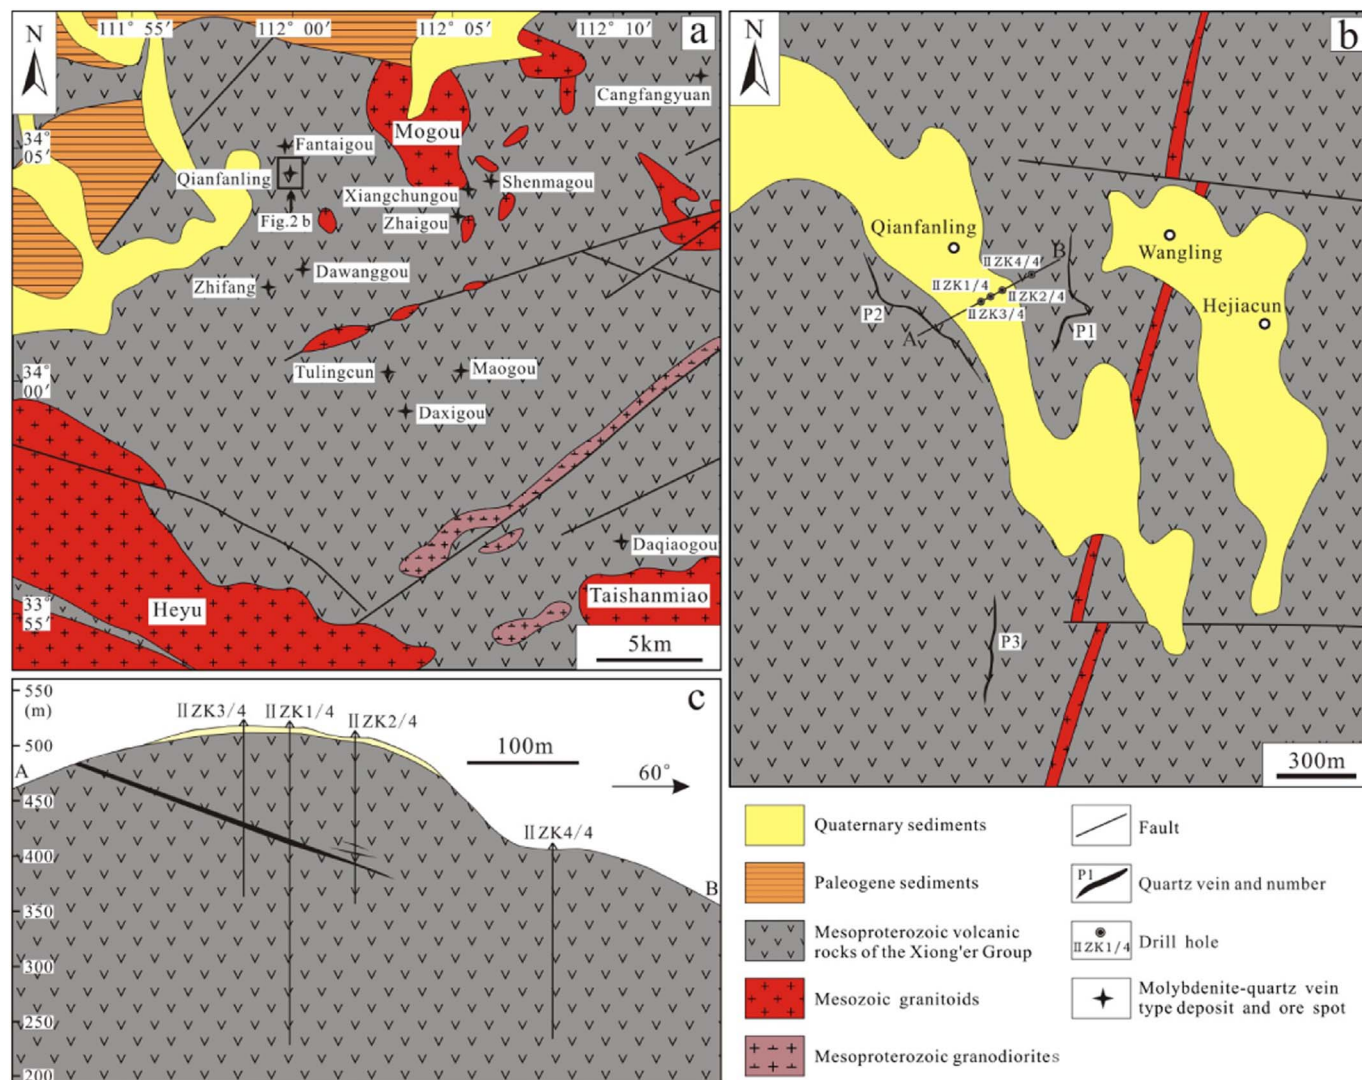 111° 55′
112° 00′
112° 05′
112° 10′
a
N
Cangfangyuan
Mogou
34°
05′
Fantaigou
Qianfanling
Shenmagou
Xiangchungou
Fig.2 b
Zhaigou
Dawanggou
Zhifang
34°
00′
Tulingcun
Maogou
Daxigou
Daqiaogou
Heyu
33°
55′
Taishanmiao
5km
b
N
Qianfanling
Wangling
B
ⅡZK4/4
ⅡZK1/4
ⅡZK2/4
ⅡZK3/4
Hejiacun
P2
P1
A
P3
300m
c
550
(m)
500
450
400
350
300
250
200
ⅡZK3/4
ⅡZK1/4
ⅡZK2/4
100m
60°
A
ⅡZK4/4
B
Quaternary sediments
Paleogene sediments
Mesoproterozoic volcanic
rocks of the Xiong'er Group
Mesozoic granitoids
Mesoproterozoic granodiorites
Fault
P1
Quartz vein and number
ⅡZK1/4
Drill hole
Molybdenite-quartz vein
type deposit and ore spot